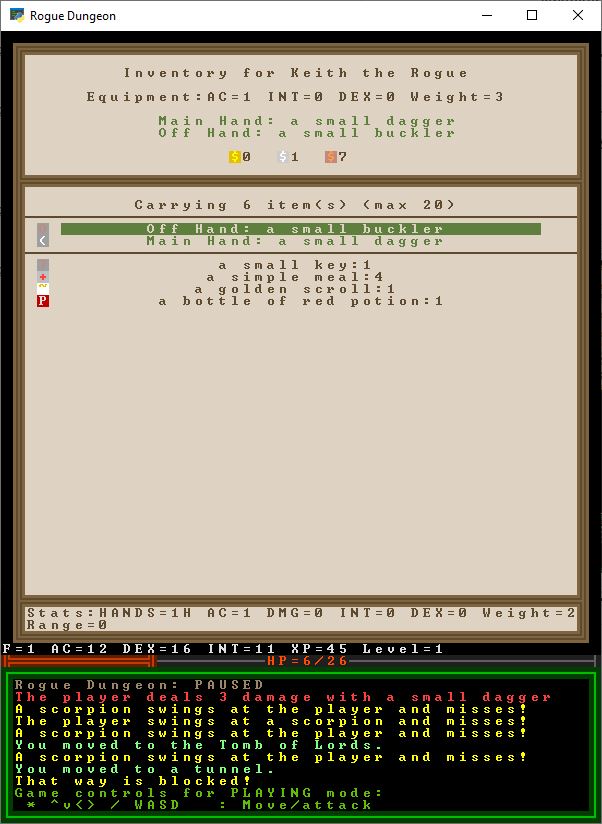 Rogue Dungeon
Inventory for Keith the Rogue
Equipment:AC=1 INT=0 DEX=0 Weight=3
Main Hand: a small dagger
Off Hand: a small buckler
$0 $1 $7
Carrying 6 item(s) (max 20)
Off Hand: a small buckler
Main Hand: a small dagger
a small key:1
a simple meal:4
a golden scroll:1
P a bottle of red potion:1
Stats:HANDS=1H AC=1 DMG=0 INT=0 DEX=0 Weight=2
Range=0
F=1 AC=12 DEX=16 INT=11 XP=45 Level=1
HP=6/26
Rogue Dungeon: PAUSED
The player deals 3 damage with a small dagger
A scorpion swings at the player and misses!
The player swings at a scorpion and misses!
A scorpion swings at the player and misses!
You moved to the Tomb of Lords.
A scorpion swings at the player and misses!
You moved to a tunnel.
That way is blocked!
Game controls for PLAYING mode:
* ^v<> / WASD : Move/attack